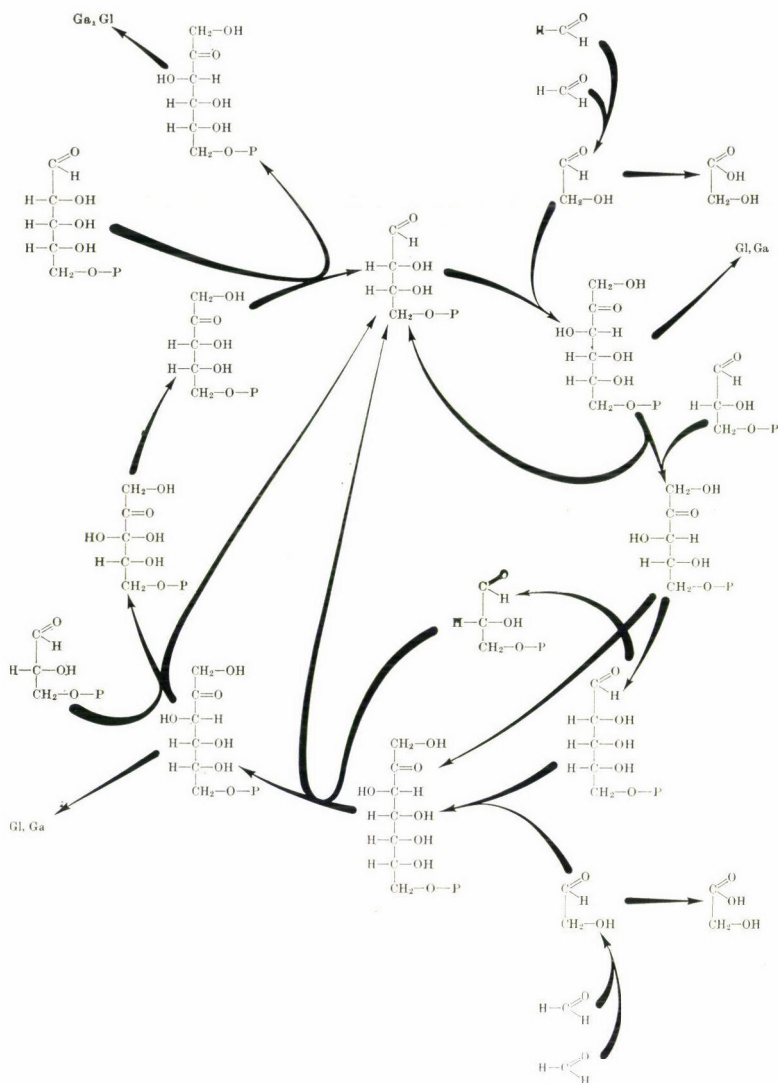 Ga, Gl
CH₂—OH
C=O
HO—C—H
H—C—OH
H—C—OH
CH₂—O—P
H—C=O
H
H—C=O
H
C=O
H
CH₂—OH
C=O
OH
CH₂—OH
C=O
H
H—C—OH
H—C—OH
H—C—OH
CH₂—O—P
C=O
H
H—C—OH
H—C—OH
CH₂—O—P
Gl, Ga
CH₂—OH
C=O
HO—C—H
H—C—OH
H—C—OH
CH₂—O—P
CH₂—OH
C=O
H—C—OH
H—C—OH
CH₂—O—P
C=O
H
H—C—OH
CH₂—O—P
CH₂—OH
C=O
HO—C—OH
H—C—OH
CH₂—O—P
CH₂—OH
C=O
HO—C—H
H—C—OH
CH₂—O—P
C=O
H
H—C—OH
CH₂—O—P
C=O
H
H—C—OH
CH₂—O—P
CH₂—OH
C=O
HO—C—H
H—C—OH
H—C—OH
CH₂—O—P
C=O
H
H—C—OH
H—C—OH
H—C—OH
CH₂—O—P
CH₂—OH
C=O
HO—C—H
H—C—OH
H—C—OH
H—C—OH
CH₂—O—P
Gl, Ga
C=O
H
CH₂—OH
C=O
OH
CH₂—OH
H—C=O
H
H—C=O
H